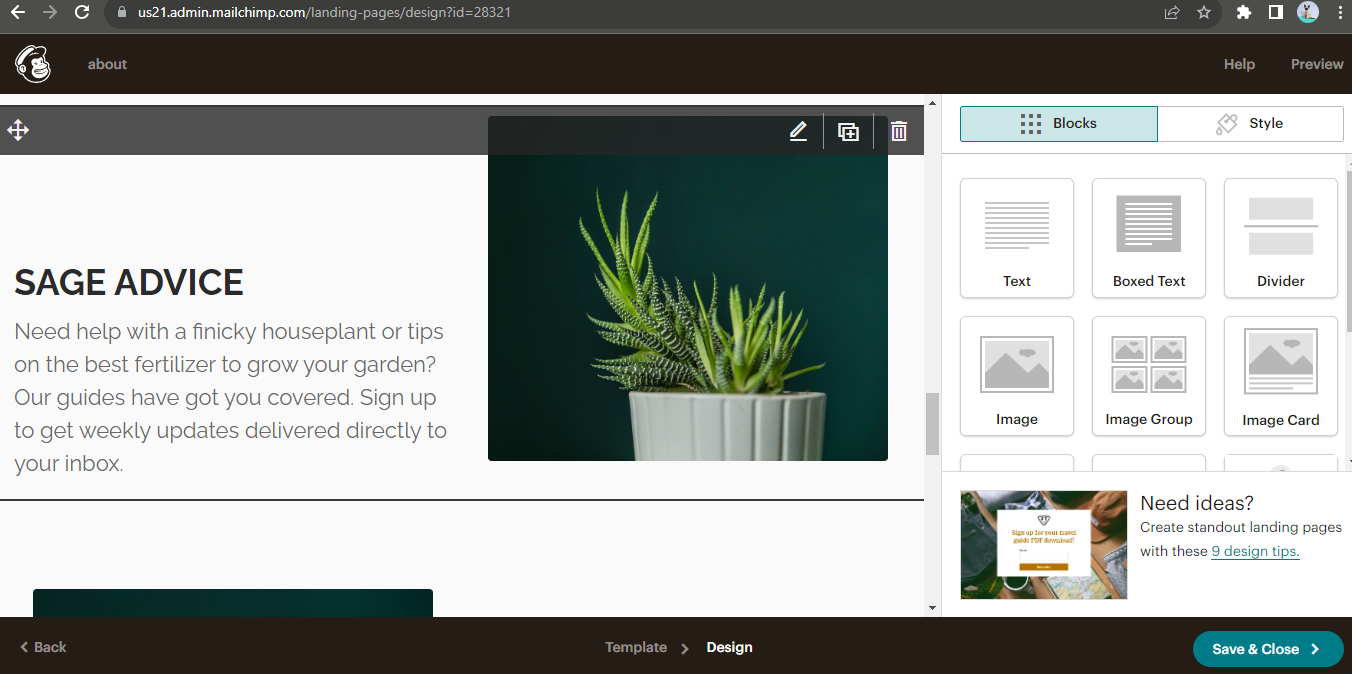 us21.admin.mailchimp.com/landing-pages/design?id=28321
about
Help
Preview
SAGE ADVICE
Need help with a finicky houseplant or tips
on the best fertilizer to grow your garden?
Our guides have got you covered. Sign up
to get weekly updates delivered directly to
your inbox.
Blocks
Style
Text
Boxed Text
Divider
Image
Image Group
Image Card
Sign up for your travel
guide PDF download!
Need ideas?
Create standout landing pages
with these 9 design tips.
Back
Template
Design
Save & Close